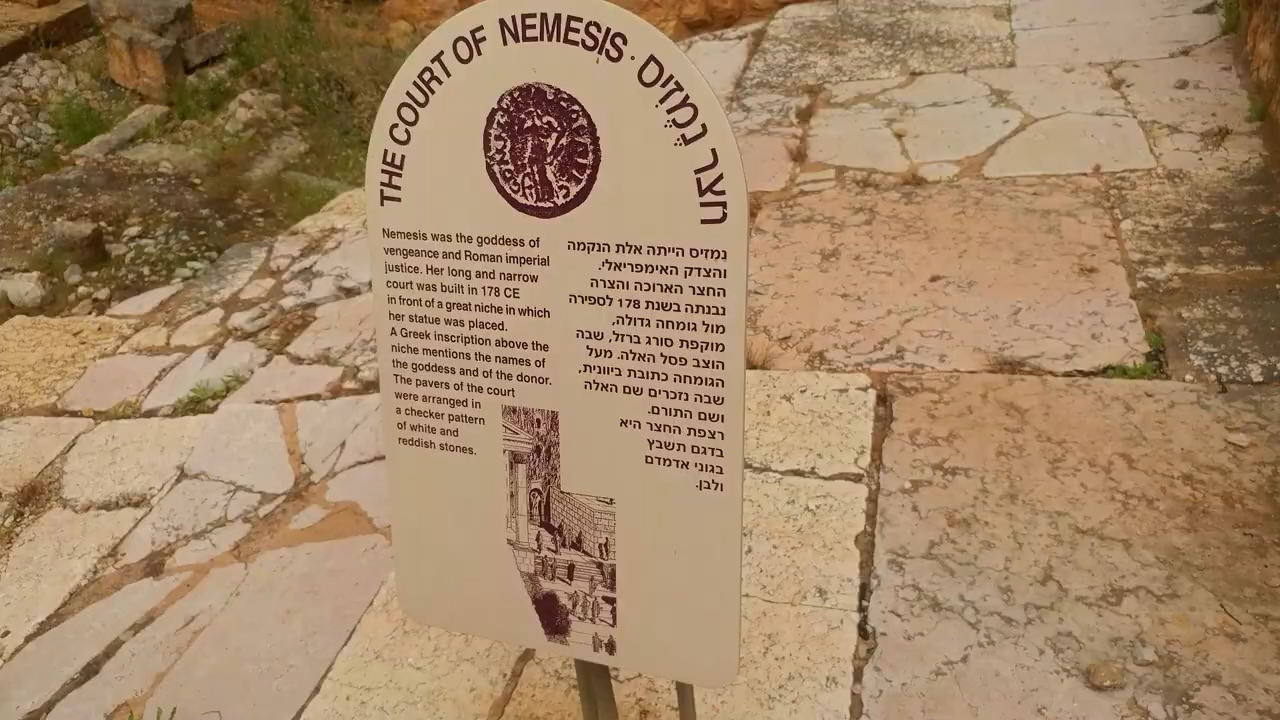 THE COURT OF NEMESIS · חצר נֶמֶזִיס
Nemesis was the goddess of
vengeance and Roman imperial
justice. Her long and narrow
court was built in 178 CE
in front of a great niche in which
her statue was placed.
A Greek inscription above the
niche mentions the names of
the goddess and of the donor.
The pavers of the court
were arranged in
a checker pattern
of white and
reddish stones.
נמזיס הייתה אלת הנקמה
והצדק האימפריאלי.
החצר הארוכה והצרה
נבנתה בשנת 178 לספירה
מול גומחה גדולה,
מוקפת סורג ברזל, שבה
הוצב פסל האלה. מעל
הגומחה כתובת ביוונית,
שבה נזכרים שם האלה
ושם התורם.
רצפת החצר היא
בדגם תשבץ
בגוני אדמדם
ולבן.